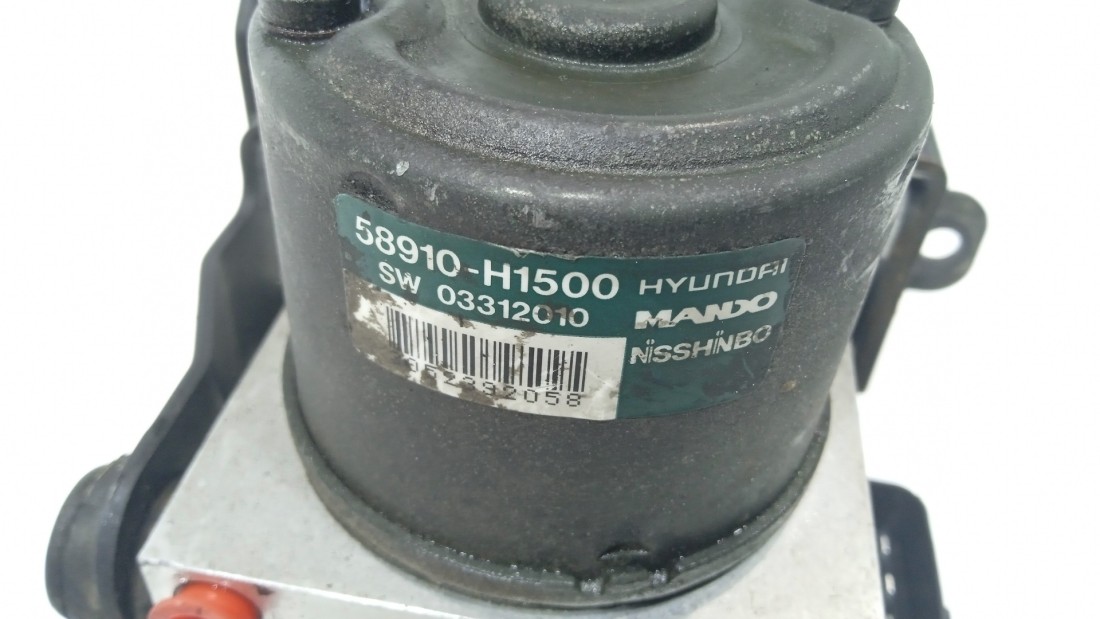 58910-H1500
SW 03312010
HYUNDAI
MANDO
NISSHINBO